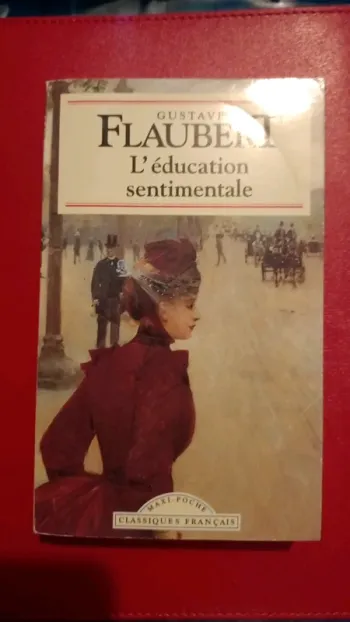 GUSTAVE
FLAUBERT
L'éducation
sentimentale
MAXI-POCHE
CLASSIQUES FRANÇAIS